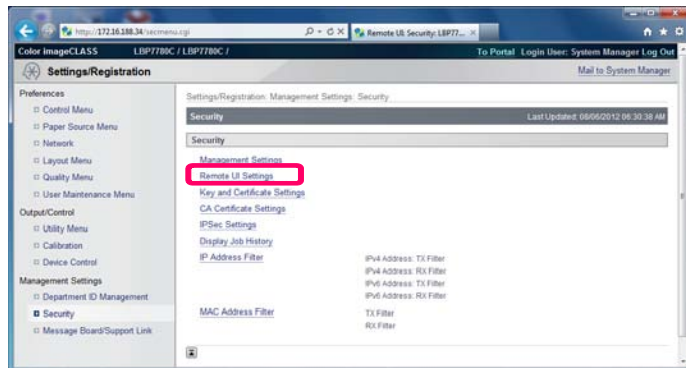 http://172.16.188.34/secmenu.cgi
Remote UI: Security: LBP77...
Color imageCLASS LBP7780C / LBP7780C /
To Portal Login User: System Manager Log Out
Settings/Registration
Mail to System Manager
Preferences
Control Menu
Paper Source Menu
Network
Layout Menu
Quality Menu
User Maintenance Menu
Output/Control
Utility Menu
Calibration
Device Control
Management Settings
Department ID Management
Security
Message Board/Support Link
Settings/Registration: Management Settings: Security
Security
Last Updated: 08/06/2012 06:30:38 AM
Security
Management Settings
Remote UI Settings
Key and Certificate Settings
CA Certificate Settings
IPSec Settings
Display Job History
IP Address Filter
IPv4 Address: TX Filter
IPv4 Address: RX Filter
IPv6 Address: TX Filter
IPv6 Address: RX Filter
MAC Address Filter
TX Filter
RX Filter